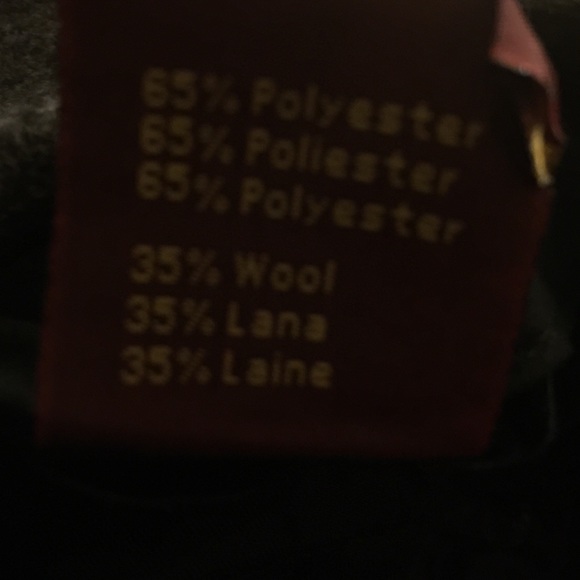 65% Polyester
65% Poliester
65% Polyester
35% Wool
35% Lana
35% Laine